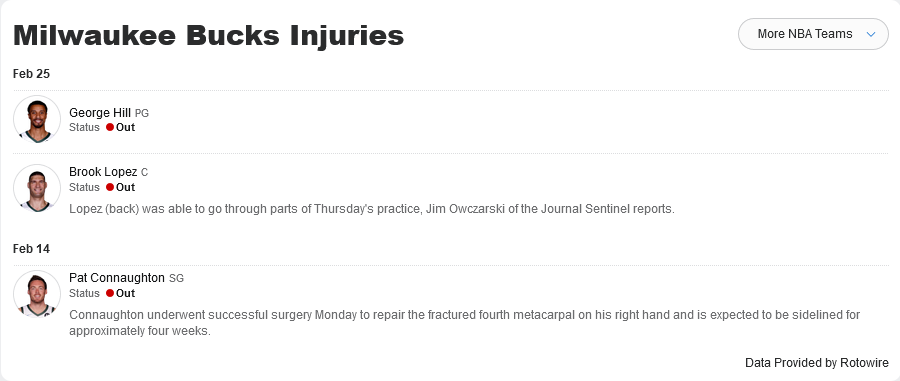 Milwaukee Bucks Injuries
More NBA Teams
Feb 25
George Hill PG
Status Out
Brook Lopez C
Status Out
Lopez (back) was able to go through parts of Thursday's practice, Jim Owczarski of the Journal Sentinel reports.
Feb 14
Pat Connaughton SG
Status Out
Connaughton underwent successful surgery Monday to repair the fractured fourth metacarpal on his right hand and is expected to be sidelined for
approximately four weeks.
Data Provided by Rotowire